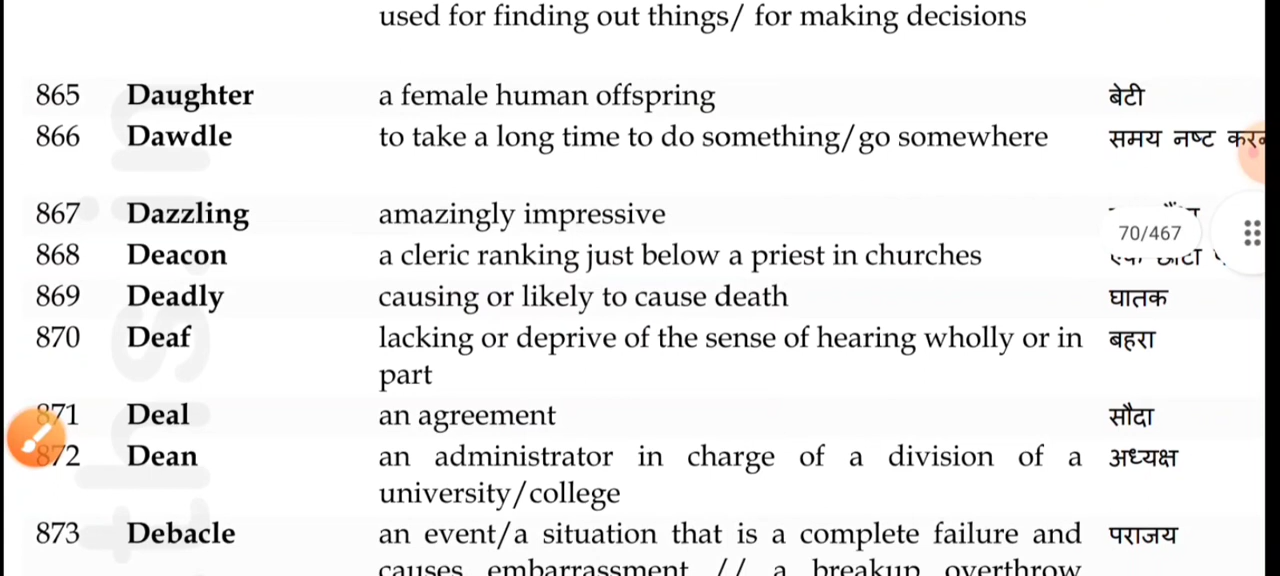 used for finding out things/ for making decisions
865 Daughter a female human offspring बेटी
866 Dawdle to take a long time to do something/go somewhere समय नष्ट
867 Dazzling amazingly impressive
70/467
868 Deacon a cleric ranking just below a priest in churches
869 Deadly causing or likely to cause death घातक
870 Deaf lacking or deprive of the sense of hearing wholly or in बहरा
part
871 Deal an agreement सौदा
872 Dean an administrator in charge of a division of a अध्यक्ष
university/college
873 Debacle an event/a situation that is a complete failure and पराजय
causes embarrassment // a breakup overthrow